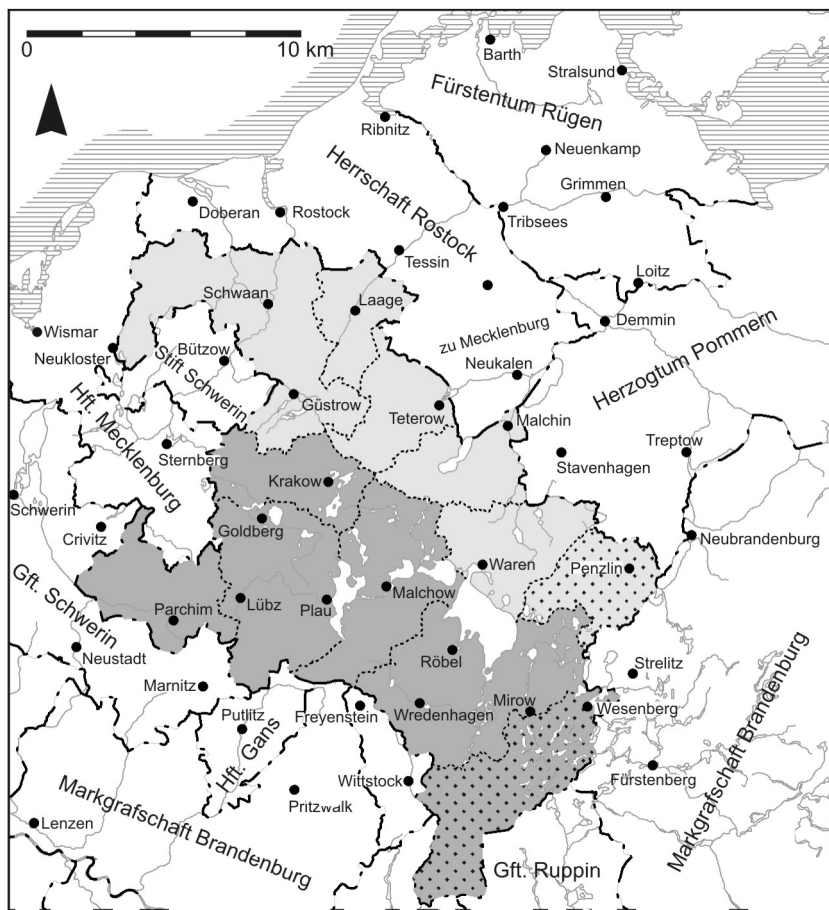 0
10 km
Barth
Stralsund
Fürstentum Rügen
Ribnitz
Neuenkamp
Herrschaft Rostock
Grimmen
Doberan
Rostock
Tribsees
Tessin
Loitz
Schwaan
Laage
Demmin
zu Mecklenburg
Herzogtum Pommern
Wismar
Bützow
Neukloster
Stift Schwerin
Neukalen
Hft. Mecklenburg
Güstrow
Teterow
Malchin
Treptow
Sternberg
Stavenhagen
Krakow
Schwerin
Goldberg
Crivitz
Neubrandenburg
Waren
Penzlin
Gft. Schwerin
Malchow
Lübz
Plau
Parchim
Neustadt
Röbel
Strelitz
Marnitz
Mirow
Wesenberg
Putlitz
Freyenstein
Wredenhagen
Hft. Gans
Markgrafschaft Brandenburg
Wittstock
Fürstenberg
Pritzwalk
Markgrafschaft Brandenburg
Lenzen
Gft. Ruppin